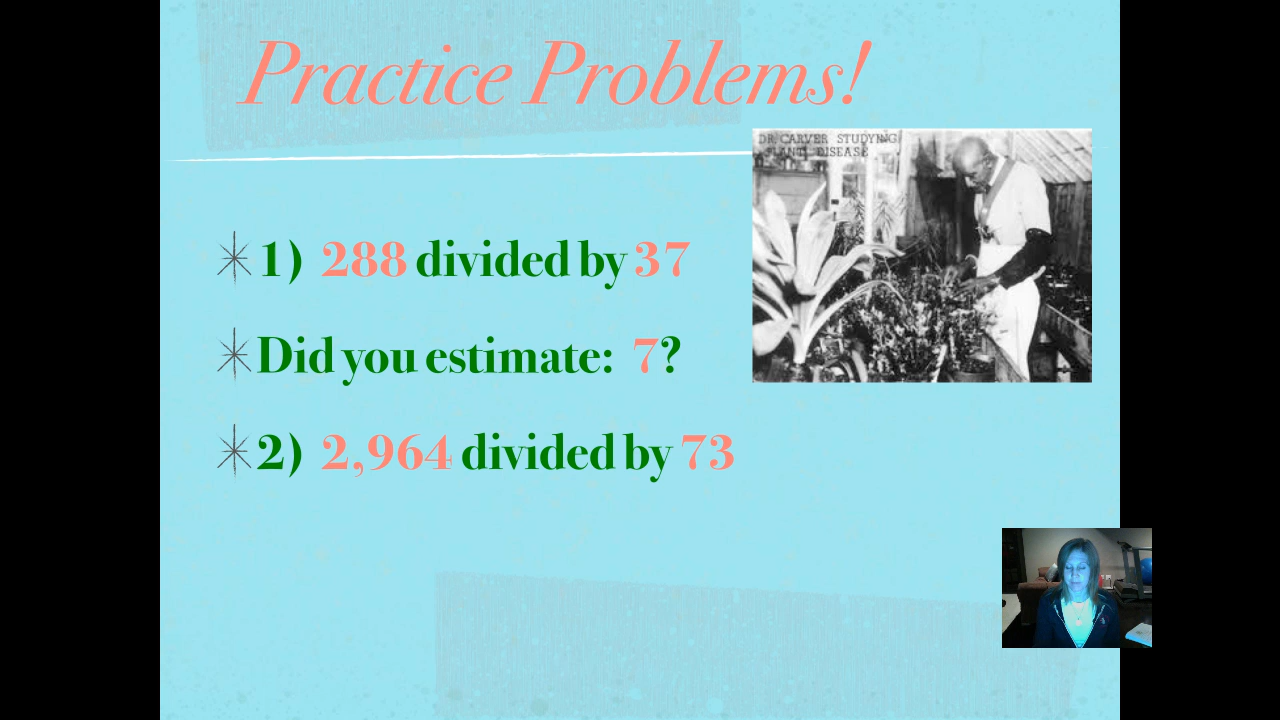 Practice Problems!
DR. CARVER STUDYING
PLANT DISEASE
1) 288 divided by 37
Did you estimate: 7?
2) 2,964 divided by 73